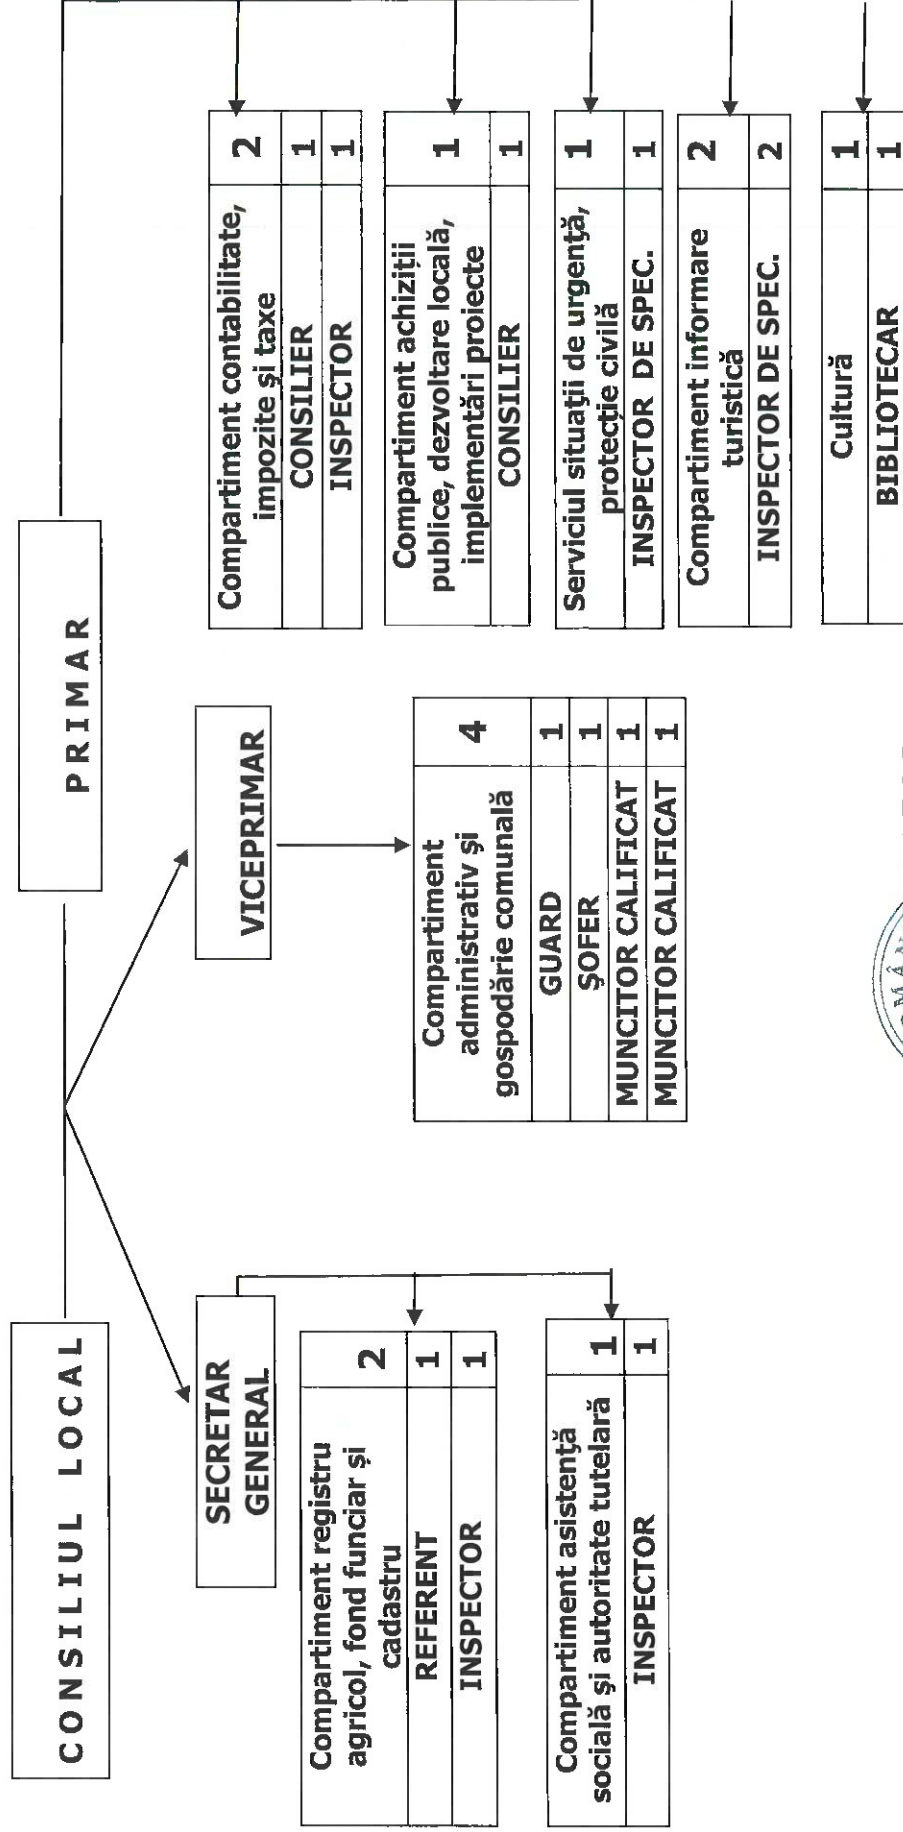 CONSILIUL LOCAL
PRIMAR
SECRETAR
GENERAL
VICEPRIMAR
Compartiment registru
agricol, fond funciar și
cadastru
2
REFERENT 1
INSPECTOR 1
Compartiment asistență
socială și autoritate tutelară
1
INSPECTOR 1
Compartiment
administrativ și
gospodărie comunală
4
GUARD 1
ȘOFER 1
MUNCITOR CALIFICAT 1
MUNCITOR CALIFICAT 1
Compartiment contabilitate,
impozite și taxe
2
CONSILIER 1
INSPECTOR 1
Compartiment achiziții
publice, dezvoltare locală,
implementări proiecte
1
CONSILIER 1
Serviciul situații de urgență,
protecție civilă
1
INSPECTOR DE SPEC. 1
Compartiment informare
turistică
2
INSPECTOR DE SPEC. 2
Cultură 1
BIBLIOTECAR 1